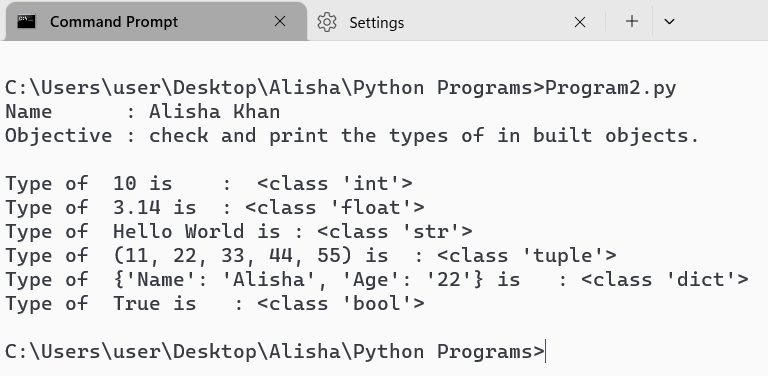 Command Prompt
Settings
C:\Users\user\Desktop\Alisha\Python Programs>Program2.py
Name      : Alisha Khan
Objective : check and print the types of in built objects.
Type of  10 is    :  <class 'int'>
Type of  3.14 is  : <class 'float'>
Type of  Hello World is : <class 'str'>
Type of  (11, 22, 33, 44, 55) is  : <class 'tuple'>
Type of  {'Name': 'Alisha', 'Age': '22'} is   : <class 'dict'>
Type of  True is   : <class 'bool'>
C:\Users\user\Desktop\Alisha\Python Programs>